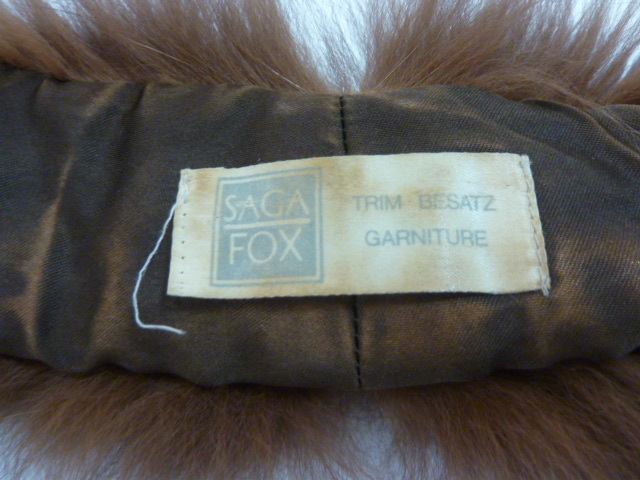 SAGA
FOX
TRIM BESATZ
GARNITURE